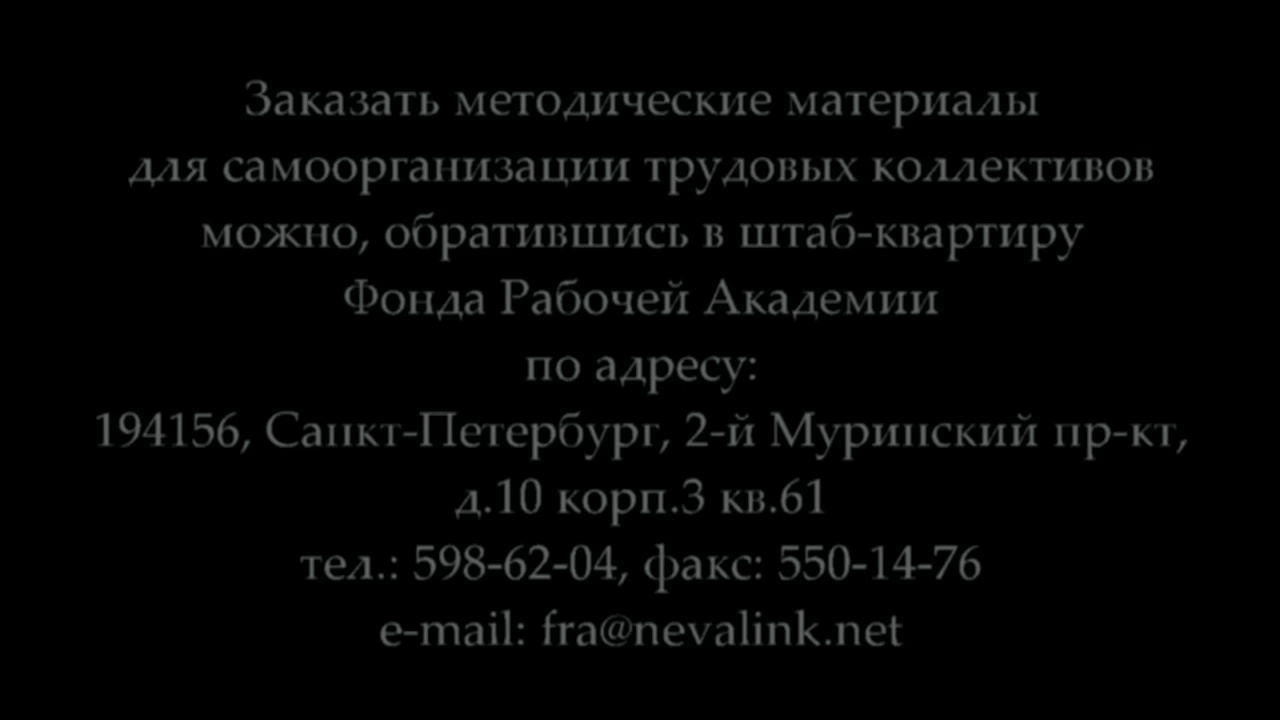 Заказать методические материалы
для самоорганизации трудовых коллективов
можно, обратившись в штаб-квартиру
Фонда Рабочей Академии
по адресу:
194156, Санкт-Петербург, 2-й Муринский пр-кт,
д.10 корп.3 кв.61
тел.: 598-62-04, факс: 550-14-76
e-mail: fra@nevalink.net